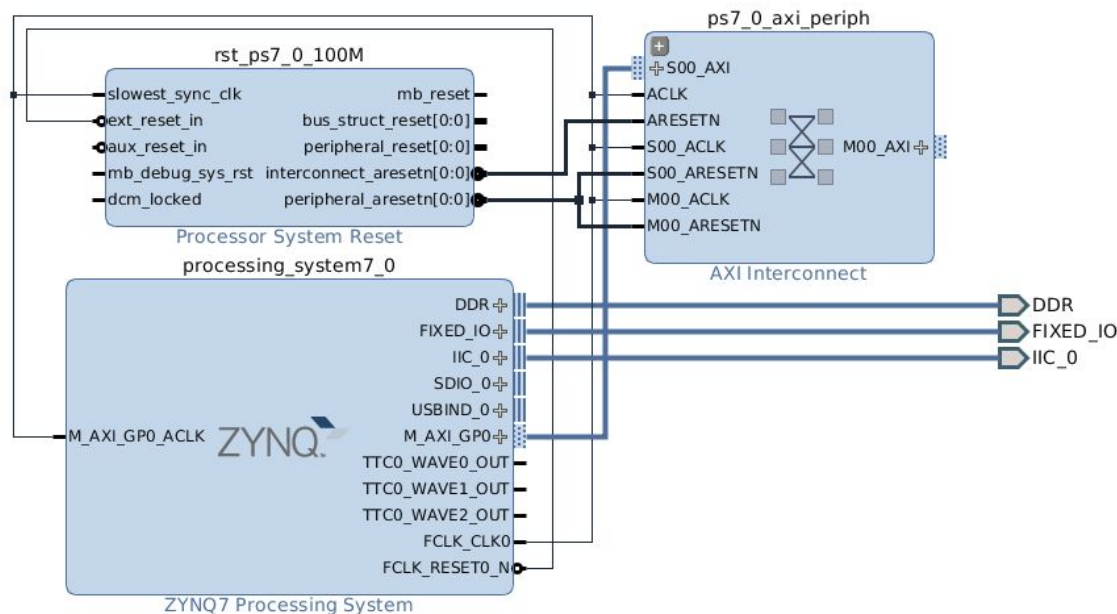 ps7_0_axi_periph
rst_ps7_0_100M
S00_AXI
slowest_sync_clk
mb_reset
ACLK
ext_reset_in
bus_struct_reset[0:0]
ARESETN
aux_reset_in
peripheral_reset[0:0]
S00_ACLK
M00_AXI
mb_debug_sys_rst
interconnect_aresetn[0:0]
S00_ARESETN
dcm_locked
peripheral_aresetn[0:0]
M00_ACLK
M00_ARESETN
Processor System Reset
AXI Interconnect
processing_system7_0
DDR
DDR
FIXED_IO
FIXED_IO
IIC_0
IIC_0
SDIO_0
USBIND_0
M_AXI_GP0_ACLK
ZYNQ
M_AXI_GP0
TTC0_WAVE0_OUT
TTC0_WAVE1_OUT
TTC0_WAVE2_OUT
FCLK_CLK0
FCLK_RESET0_N
ZYNQ7 Processing System